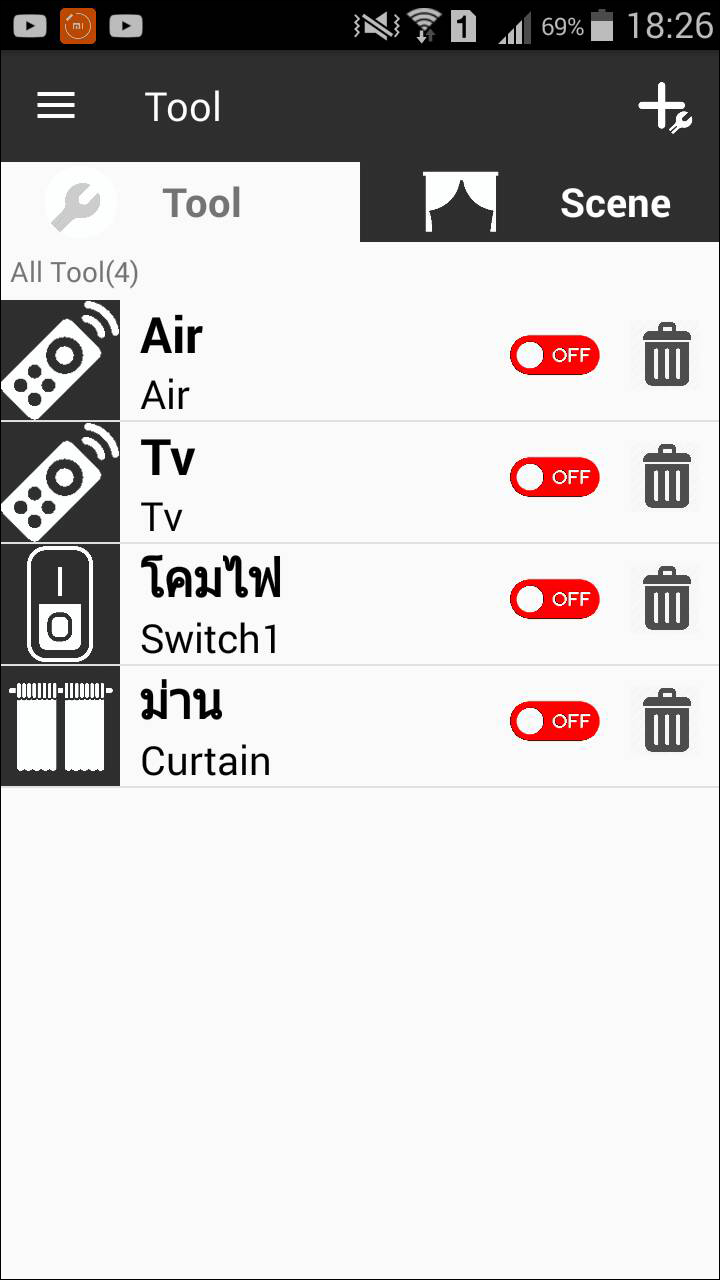 1 69% 18:26
Tool
Tool Scene
All Tool(4)
Air
Air
OFF
Tv
Tv
OFF
โคมไฟ
Switch1
OFF
ม่าน
Curtain
OFF